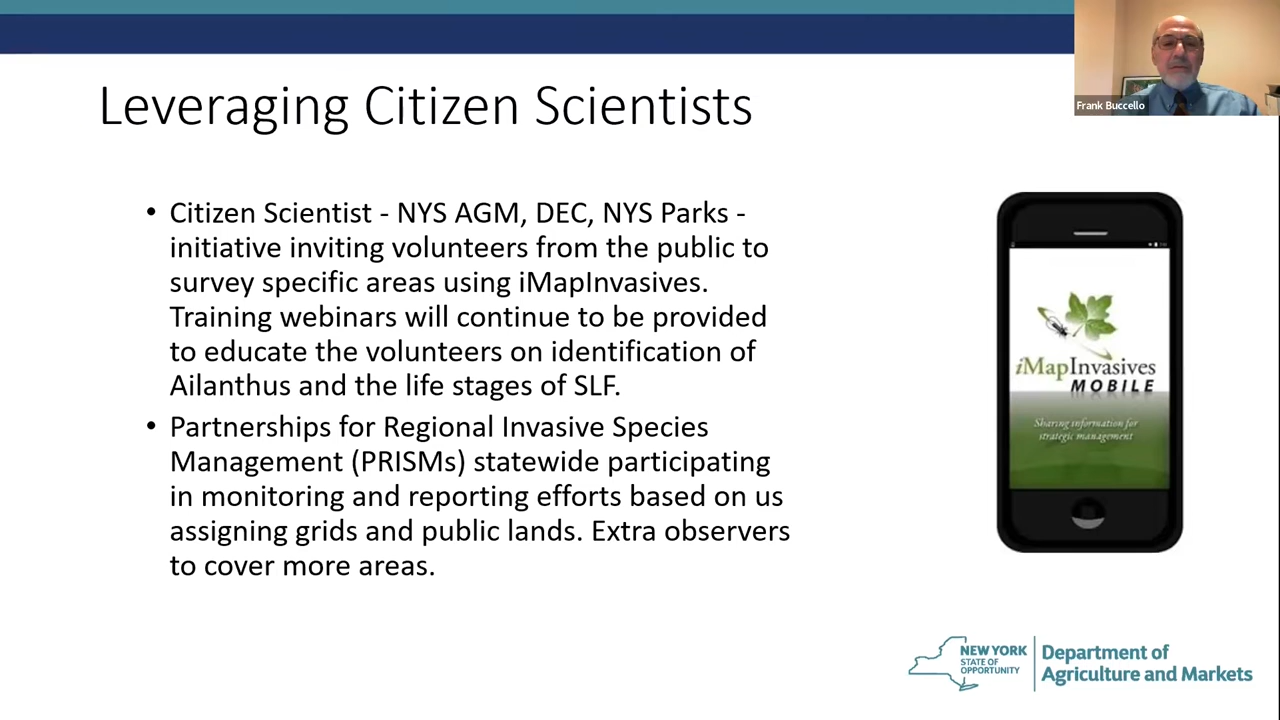 Frank Buccello
Leveraging Citizen Scientists
• Citizen Scientist - NYS AGM, DEC, NYS Parks -
initiative inviting volunteers from the public to
survey specific areas using iMapInvasives.
Training webinars will continue to be provided
to educate the volunteers on identification of
Ailanthus and the life stages of SLF.
• Partnerships for Regional Invasive Species
Management (PRISMs) statewide participating
in monitoring and reporting efforts based on us
assigning grids and public lands. Extra observers
to cover more areas.
iMapInvasives
MOBILE
Sharing information for
strategic management
NEW YORK
STATE OF
OPPORTUNITY
Department of
Agriculture and Markets